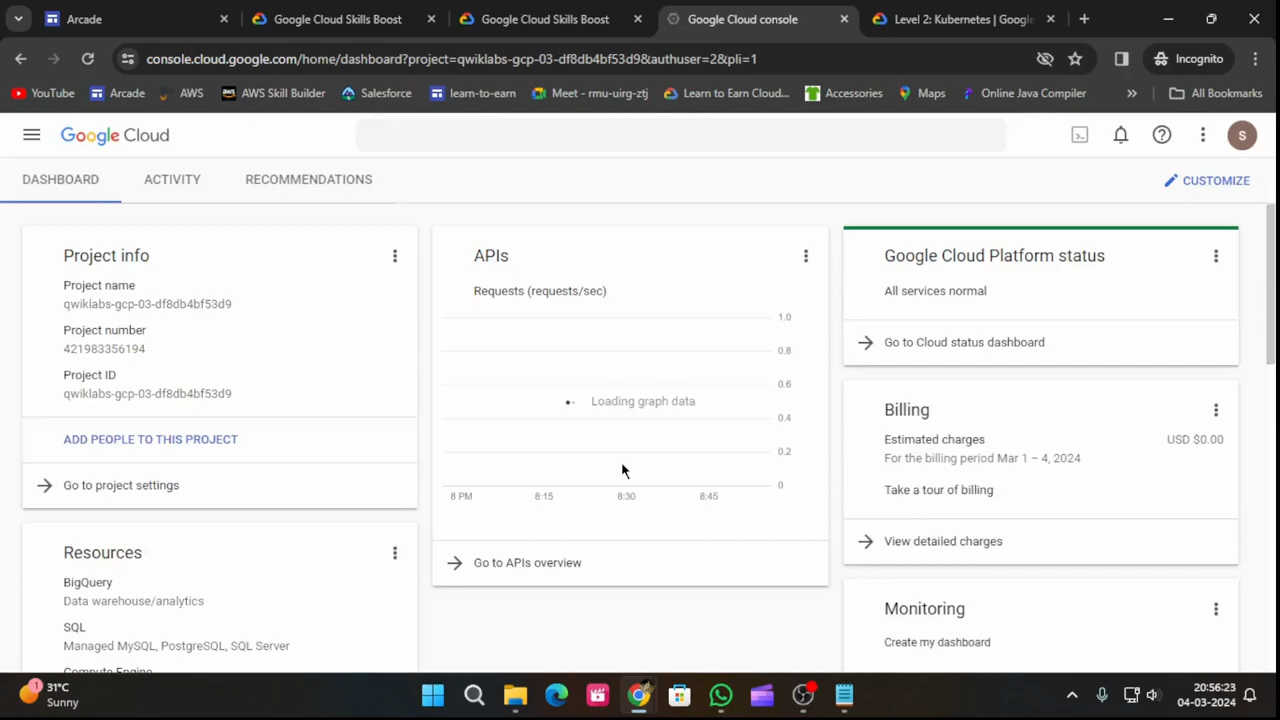 Arcade
Google Cloud Skills Boost
Google Cloud Skills Boost
Google Cloud console
Level 2: Kubernetes | Google
console.cloud.google.com/home/dashboard?project=qwiklabs-gcp-03-df8db4bf53d9&authuser=2&pli=1
Incognito
YouTube
Arcade
AWS
AWS Skill Builder
Salesforce
learn-to-earn
Meet - rmu-uirg-ztj
Learn to Earn Cloud...
Accessories
Maps
Online Java Compiler
All Bookmarks
Google Cloud
S
DASHBOARD
ACTIVITY
RECOMMENDATIONS
CUSTOMIZE
Project info
Project name
qwiklabs-gcp-03-df8db4bf53d9
Project number
421983356194
Project ID
qwiklabs-gcp-03-df8db4bf53d9
ADD PEOPLE TO THIS PROJECT
Go to project settings
Resources
BigQuery
Data warehouse/analytics
SQL
Managed MySQL, PostgreSQL, SQL Server
Compute Engine
APIs
Requests (requests/sec)
1.0
0.8
0.6
Loading graph data
0.4
0.2
0
8 PM
8:15
8:30
8:45
Go to APIs overview
Google Cloud Platform status
All services normal
Go to Cloud status dashboard
Billing
Estimated charges
USD $0.00
For the billing period Mar 1 – 4, 2024
Take a tour of billing
View detailed charges
Monitoring
Create my dashboard
1
31°C
Sunny
20:56:23
04-03-2024